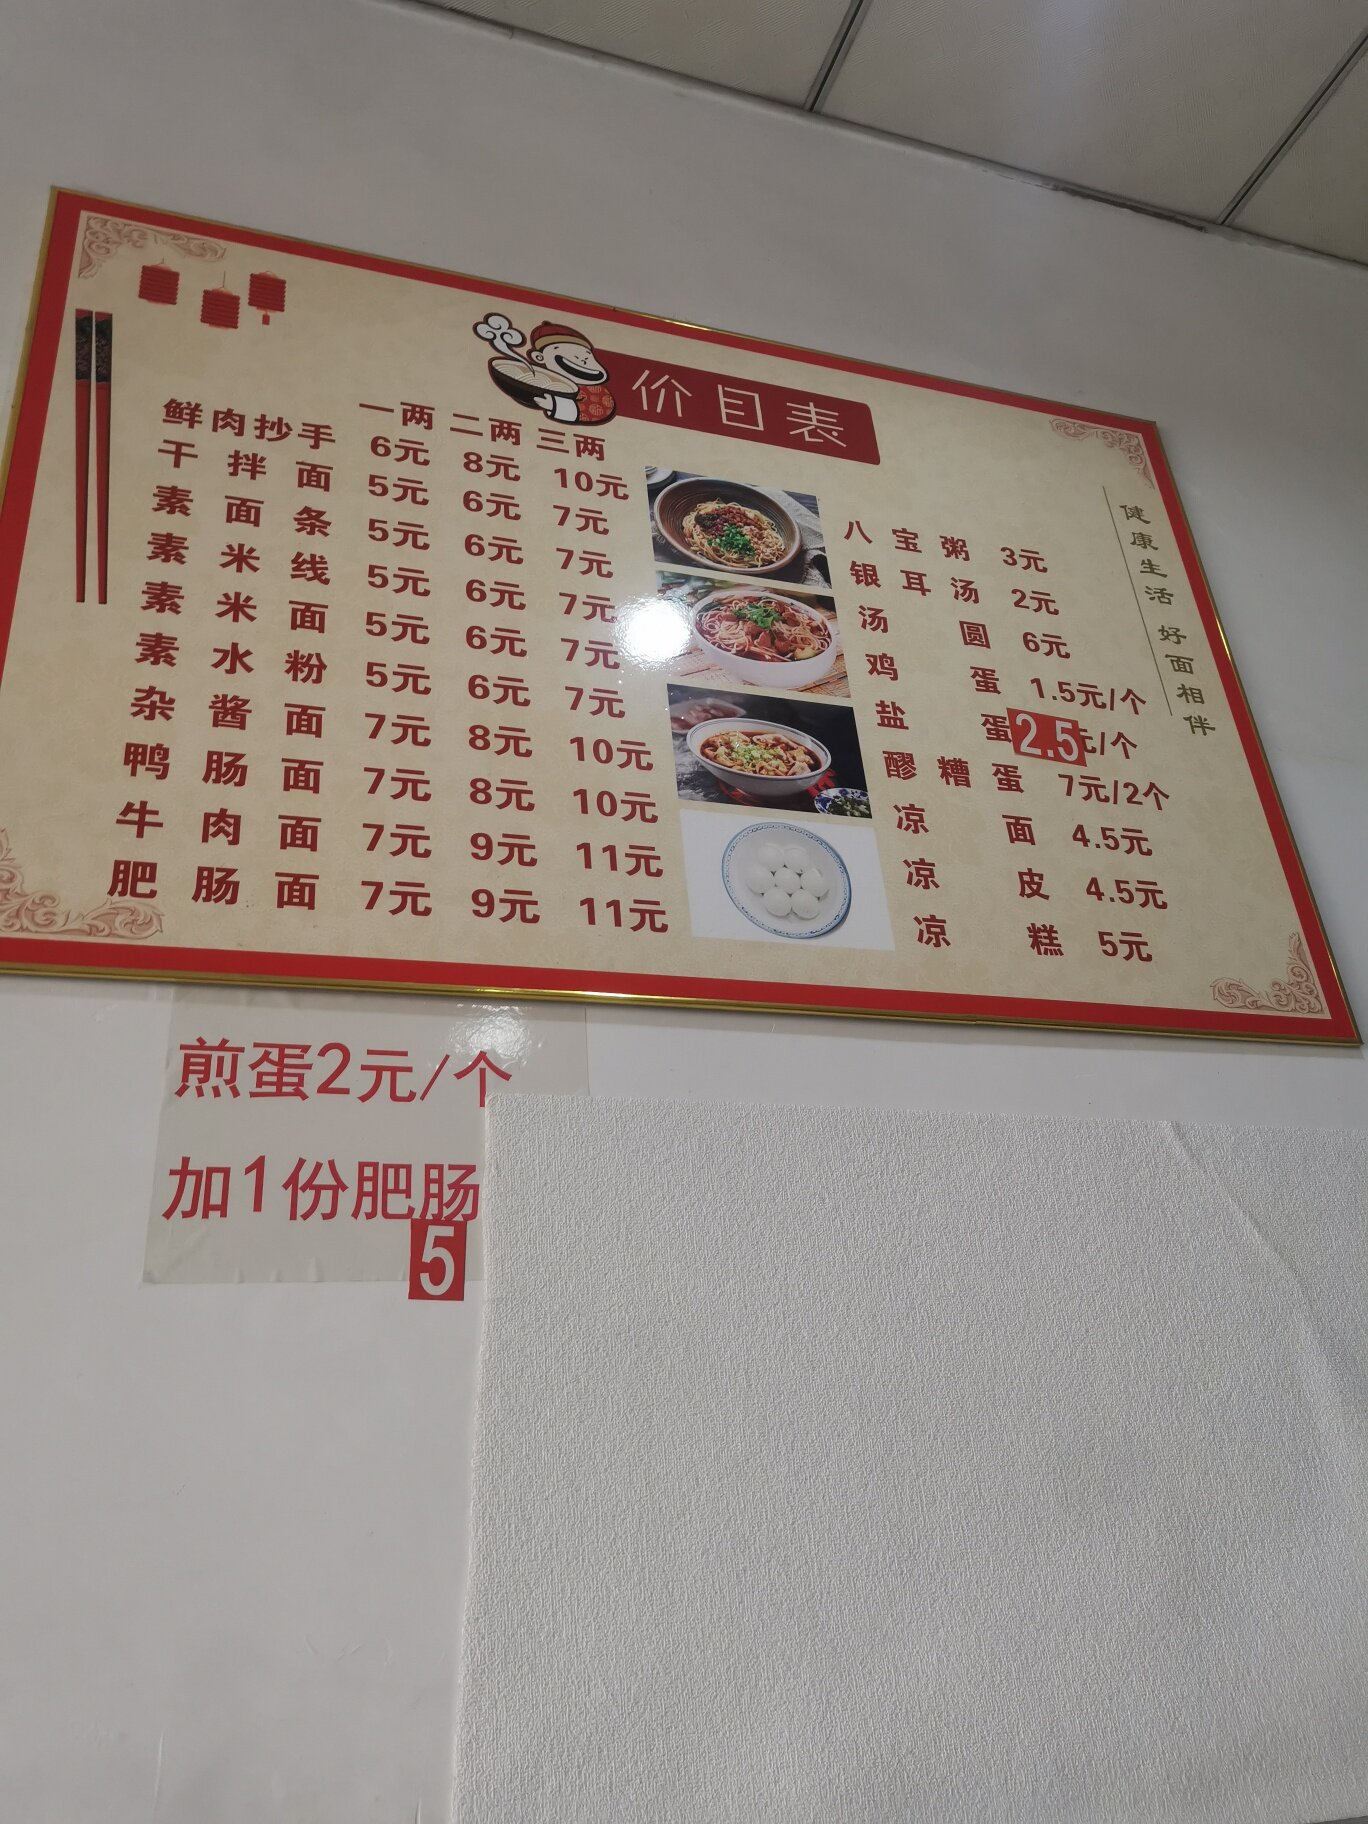 价目表
一两 二两 三两
鲜肉抄手 6元 8元 10元
干拌面 5元 6元 7元
素面条 5元 6元 7元
素米线 5元 6元 7元
素米面 5元 6元 7元
素水粉 5元 6元 7元
杂酱面 7元 8元 10元
鸭肠面 7元 8元 10元
牛肉面 7元 9元 11元
肥肠面 7元 9元 11元
八宝粥 3元
银耳汤 2元
汤圆 6元
鸡蛋 1.5元/个
盐蛋 2.5元/个
醪糟蛋 7元/2个
凉面 4.5元
凉皮 4.5元
凉糕 5元
健康生活 好面相伴
煎蛋2元/个
加1份肥肠
5